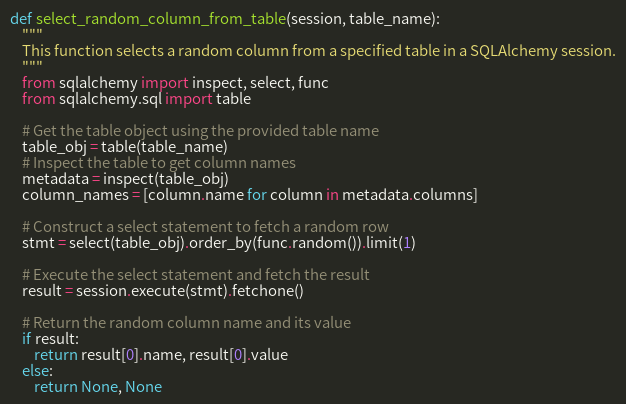 def select_random_column_from_table(session, table_name):
    """
    This function selects a random column from a specified table in a SQLAlchemy session.
    """
    from sqlalchemy import inspect, select, func
    from sqlalchemy.sql import table

    # Get the table object using the provided table name
    table_obj = table(table_name)
    # Inspect the table to get column names
    metadata = inspect(table_obj)
    column_names = [column.name for column in metadata.columns]

    # Construct a select statement to fetch a random row
    stmt = select(table_obj).order_by(func.random()).limit(1)

    # Execute the select statement and fetch the result
    result = session.execute(stmt).fetchone()

    # Return the random column name and its value
    if result:
        return result[0].name, result[0].value
    else:
        return None, None